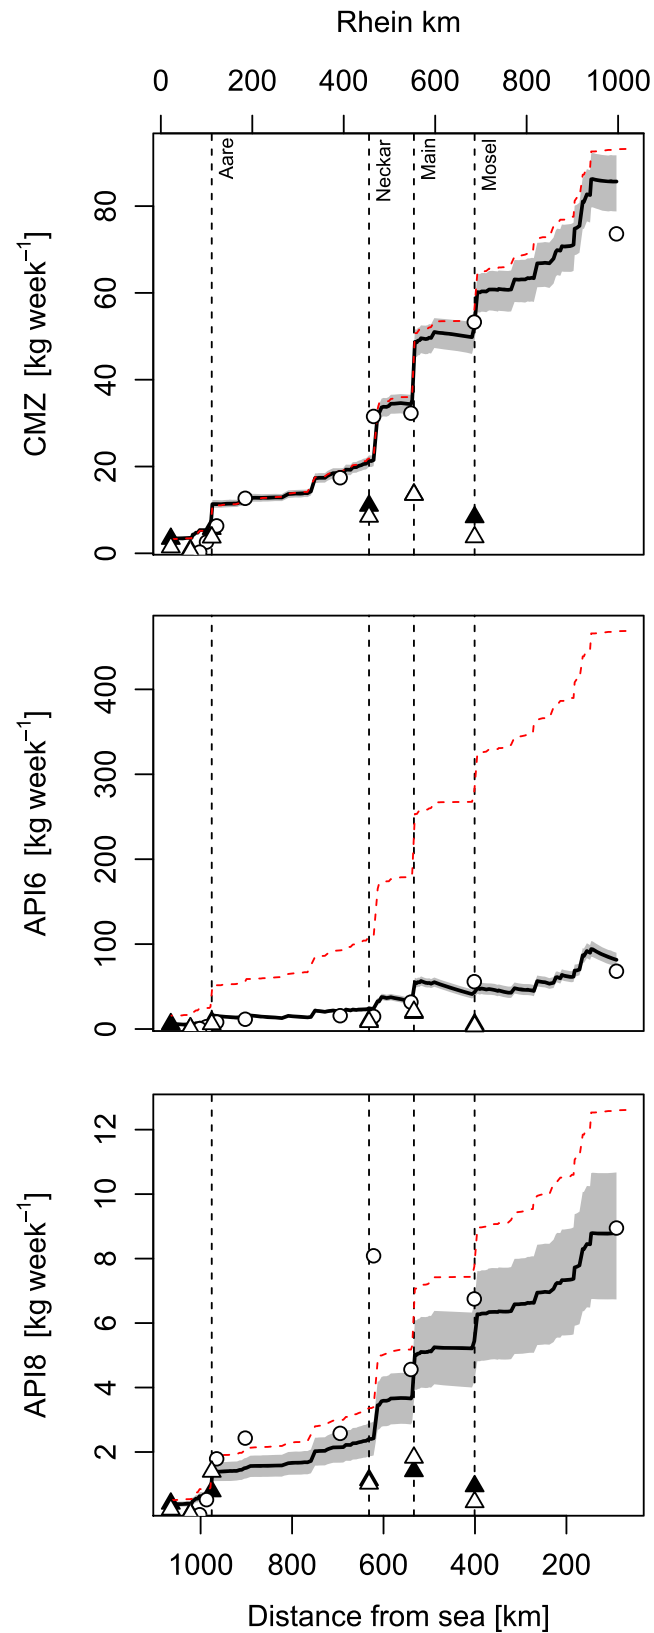 Rhein km
0 200 400 600 800 1000
Aare
Neckar
Main
Mosel
CMZ [kg week⁻¹]
80
60
40
20
0
API6 [kg week⁻¹]
400
300
200
100
0
API8 [kg week⁻¹]
12
10
8
6
4
2
1000 800 600 400 200
Distance from sea [km]